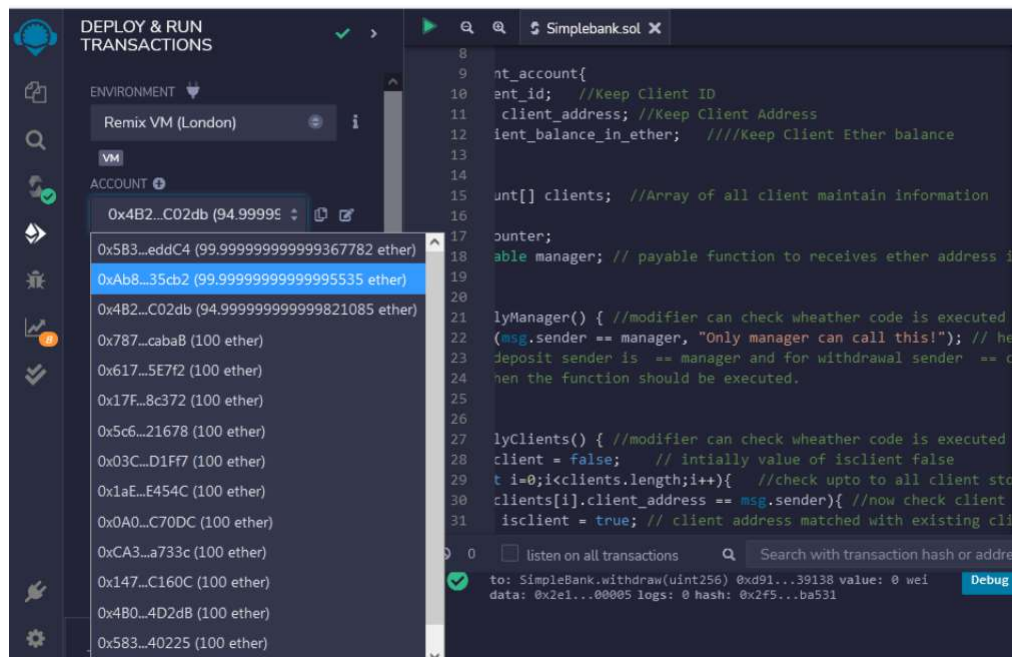 DEPLOY & RUN
TRANSACTIONS
ENVIRONMENT
Remix VM (London)
VM
ACCOUNT
0x4B2...C02db (94.99999
0x5B3...eddC4 (99.999999999999367782 ether)
0xAb8...35cb2 (99.99999999999995535 ether)
0x4B2...C02db (94.999999999999821085 ether)
0x787...cabaB (100 ether)
0x617...5E7f2 (100 ether)
0x17F...8c372 (100 ether)
0x5c6...21678 (100 ether)
0x03C...D1Ff7 (100 ether)
0x1aE...E454C (100 ether)
0x0A0...C70DC (100 ether)
0xCA3...a733c (100 ether)
0x147...C160C (100 ether)
0x4B0...4D2dB (100 ether)
0x583...40225 (100 ether)
8
Simplebank.sol
8
9 nt_account{
10 ent_id; //Keep Client ID
11 client_address; //Keep Client Address
12 ient_balance_in_ether; ////Keep Client Ether balance
13
14
15 unt[] clients; //Array of all client maintain information
16
17 ounter;
18 able manager; // payable function to receives ether address i
19
20
21 lyManager() { //modifier can check wheather code is executed
22 (msg.sender == manager, "Only manager can call this!"); // he
23 deposit sender is == manager and for withdrawal sender == c
24 hen the function should be executed.
25
26
27 lyClients() { //modifier can check wheather code is executed
28 client = false; // intially value of isclient false
29 t i=0;i<clients.length;i++){ //check upto to all client sto
30 clients[i].client_address == msg.sender){ //now check client
31 isclient = true; // client address matched with existing cli
0 listen on all transactions Search with transaction hash or addre
to: SimpleBank.withdraw(uint256) 0xd91...39138 value: 0 wei
data: 0x2e1...00005 logs: 0 hash: 0x2f5...ba531
Debug